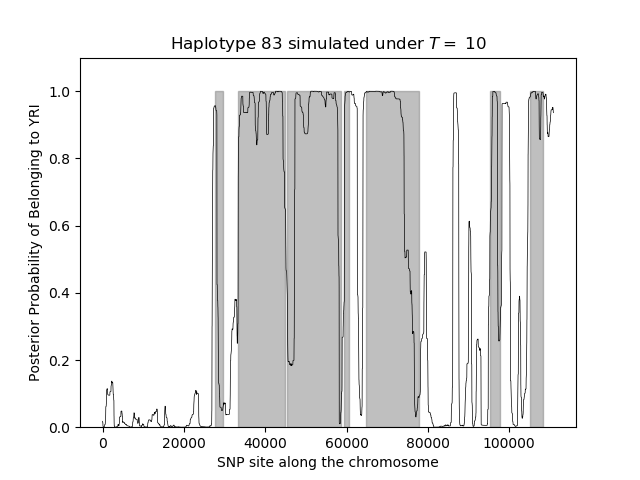 Haplotype 83 simulated under T = 10
1.0
0.8
0.6
0.4
0.2
0.0
Posterior Probability of Belonging to YRI
0 20000 40000 60000 80000 100000
SNP site along the chromosome